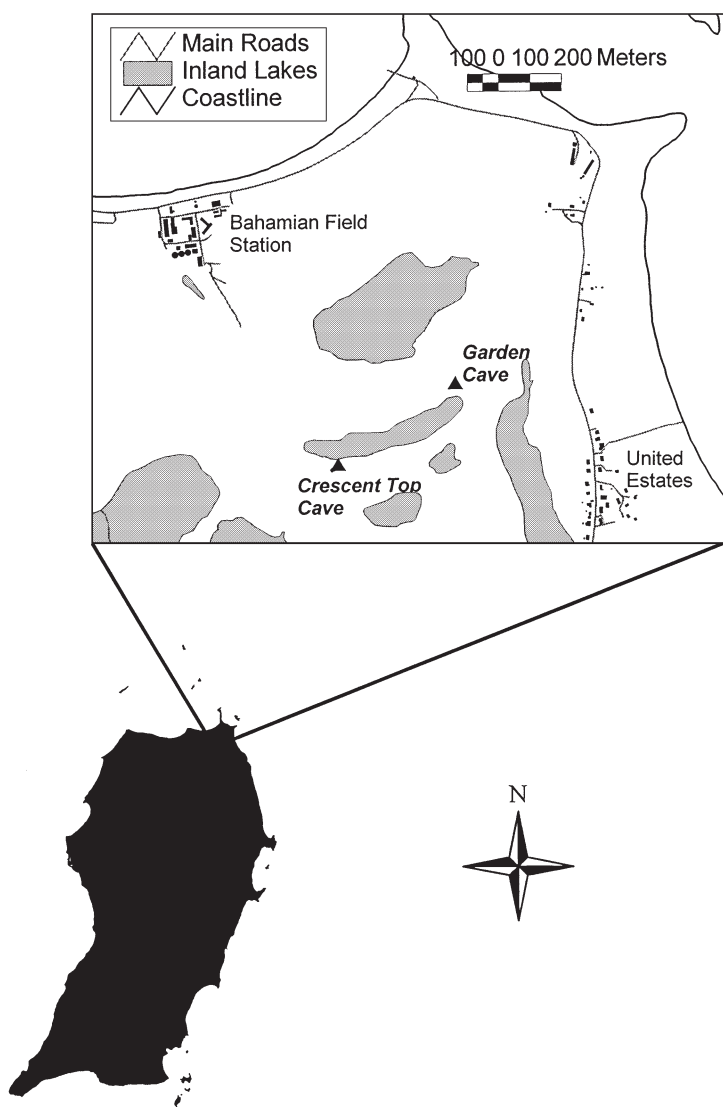 Main Roads
Inland Lakes
Coastline
100 0 100 200 Meters
Bahamian Field
Station
Garden
Cave
Crescent Top
Cave
United
Estates
N